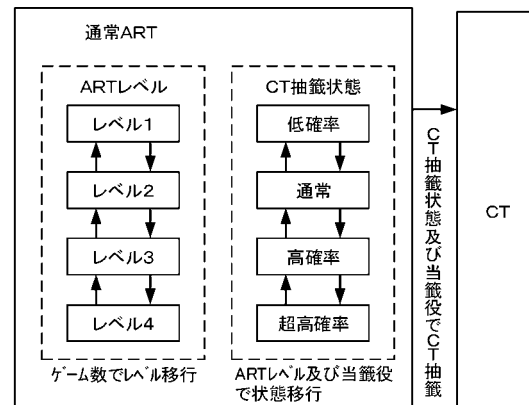 通常ART
ARTレベル
レベル1
レベル2
レベル3
レベル4
ゲーム数でレベル移行
CT抽籤状態
低確率
通常
高確率
超高確率
ARTレベル及び当籤役
で状態移行
CT抽籤状態及び当籤役でCT抽籤
CT